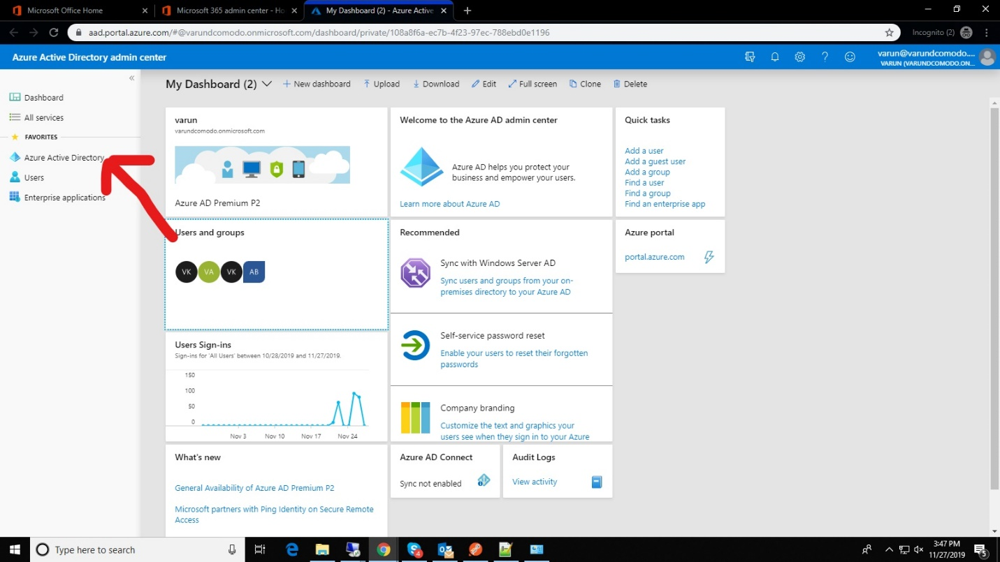 Microsoft Office Home
Microsoft 365 admin center - Ho
My Dashboard (2) - Azure Active
aad.portal.azure.com/#@varundcomodo.onmicrosoft.com/dashboard/private/108a8f6a-ec7b-4f23-97ec-788ebd0e1196
Incognito (2)
Azure Active Directory admin center
varun@varundcomodo....
VARUN (VARUNDCOMODO.ON...
Dashboard
All services
FAVORITES
Azure Active Directory
Users
Enterprise applications
My Dashboard (2)
New dashboard
Upload
Download
Edit
Full screen
Clone
Delete
varun
varundcomodo.onmicrosoft.com
Azure AD Premium P2
Welcome to the Azure AD admin center
Azure AD helps you protect your
business and empower your users.
Learn more about Azure AD
Quick tasks
Add a user
Add a guest user
Add a group
Find a user
Find a group
Find an enterprise app
Users and groups
VK
VA
VK
AB
Recommended
Sync with Windows Server AD
Sync users and groups from your on-
premises directory to your Azure AD
Azure portal
portal.azure.com
Self-service password reset
Enable your users to reset their forgotten
passwords
Users Sign-ins
Sign-ins for 'All Users' between 10/28/2019 and 11/27/2019.
150
100
50
0
Nov 3
Nov 10
Nov 17
Nov 24
Company branding
Customize the text and graphics your
users see when they sign in to your Azure
What's new
General Availability of Azure AD Premium P2
Microsoft partners with Ping Identity on Secure Remote
Access
Azure AD Connect
Sync not enabled
Audit Logs
View activity
Type here to search
4
3:47 PM
11/27/2019
5